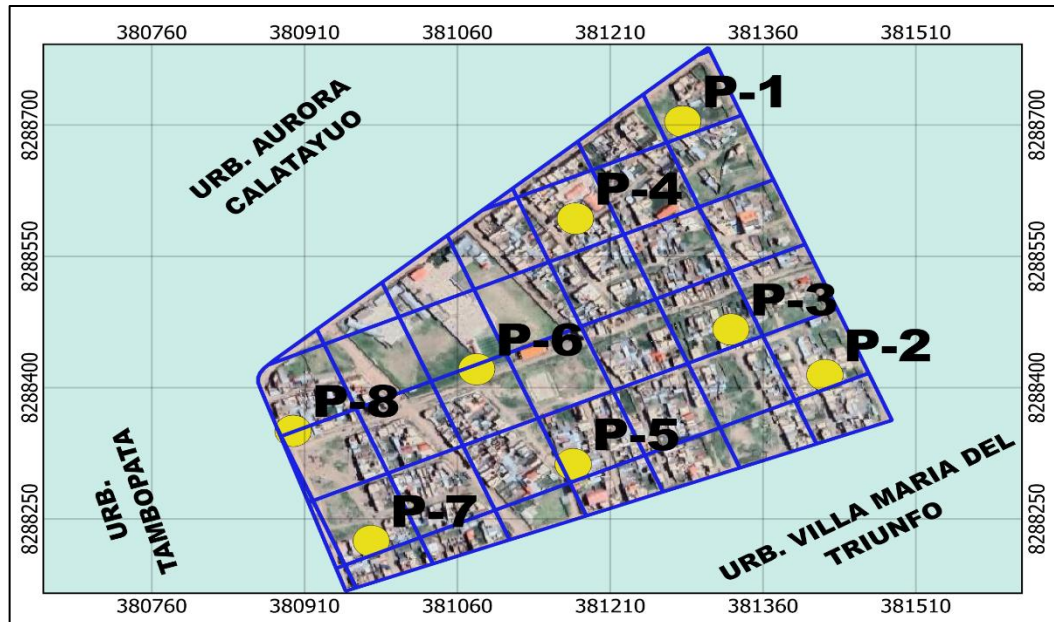 380760 380910 381060 381210 381360 381510
8288700 8288700
8288550 8288550
8288400 8288400
8288250 8288250
URB. AURORA
CALATAYUO
P-1
P-4
P-3
P-6
P-2
P-8
P-5
P-7
URB.
TAMBOPATA
URB. VILLA MARIA DEL
TRIUNFO
380760 380910 381060 381210 381360 381510